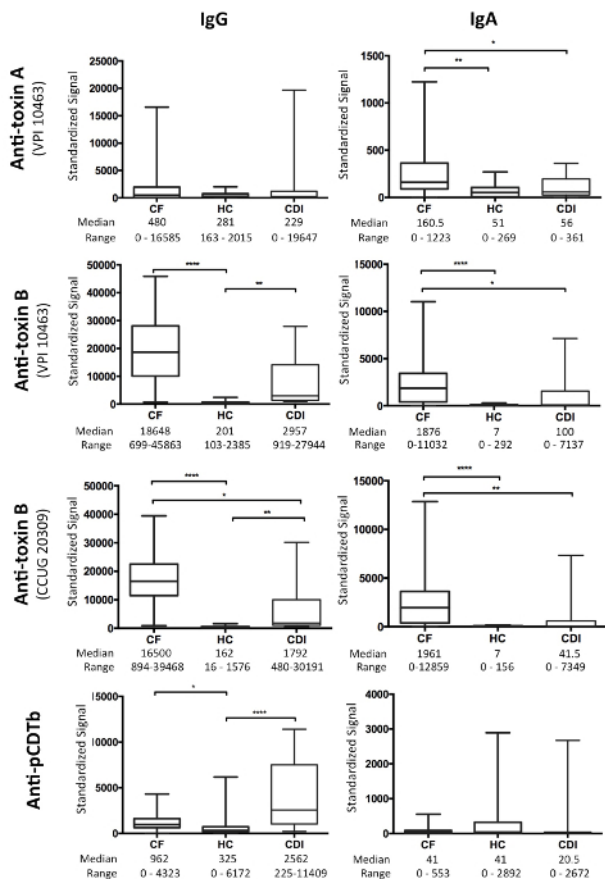 IgG IgA
Anti-toxin A
(VPI 10463)
Standardized Signal
25000
20000
15000
10000
5000
0
CF HC CDI
Median 480 281 229
Range 0 - 16585 163 - 2015 0 - 19647
Standardized Signal
1500
1000
500
0
*
**
CF HC CDI
160.5 51 56
0 - 1223 0 - 269 0 - 361
Anti-toxin B
(VPI 10463)
Standardized Signal
50000
40000
30000
20000
10000
0
****
**
CF HC CDI
Median 18648 201 2957
Range 699-45863 103-2385 919-27944
Standardized Signal
15000
10000
5000
0
****
*
CF HC CDI
1876 7 100
0-11032 0 - 292 0 - 7137
Anti-toxin B
(CCUG 20309)
Standardized Signal
50000
40000
30000
20000
10000
0
****
*
**
CF HC CDI
Median 16500 162 1792
Range 894-39468 16 - 1576 480-30191
Standardized Signal
15000
10000
5000
0
****
**
CF HC CDI
1961 7 41.5
0-12859 0 - 156 0 - 7349
Anti-pCDTb
Standardized Signal
15000
10000
5000
0
*
****
CF HC CDI
Median 962 325 2562
Range 0 - 4323 0 - 6172 225-11409
Standardized Signal
4000
3000
2000
1000
0
CF HC CDI
Median 41 41 20.5
Range 0 - 553 0 - 2892 0 - 2672